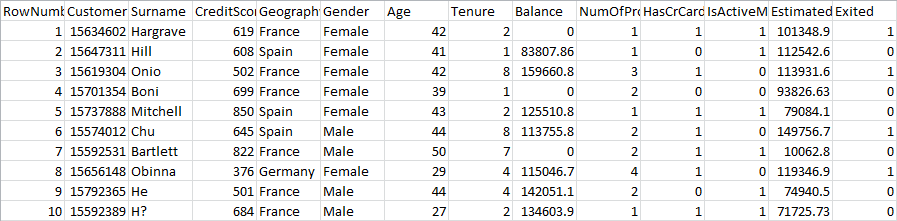 RowNumb Customer Surname CreditScor Geography Gender Age Tenure Balance NumOfPro HasCrCard IsActiveM Estimated Exited
1 15634602 Hargrave 619 France Female 42 2 0 1 1 1 101348.9 1
2 15647311 Hill 608 Spain Female 41 1 83807.86 1 0 1 112542.6 0
3 15619304 Onio 502 France Female 42 8 159660.8 3 1 0 113931.6 1
4 15701354 Boni 699 France Female 39 1 0 2 0 0 93826.63 0
5 15737888 Mitchell 850 Spain Female 43 2 125510.8 1 1 1 79084.1 0
6 15574012 Chu 645 Spain Male 44 8 113755.8 2 1 0 149756.7 1
7 15592531 Bartlett 822 France Male 50 7 0 2 1 1 10062.8 0
8 15656148 Obinna 376 Germany Female 29 4 115046.7 4 1 0 119346.9 1
9 15792365 He 501 France Male 44 4 142051.1 2 0 1 74940.5 0
10 15592389 H? 684 France Male 27 2 134603.9 1 1 1 71725.73 0